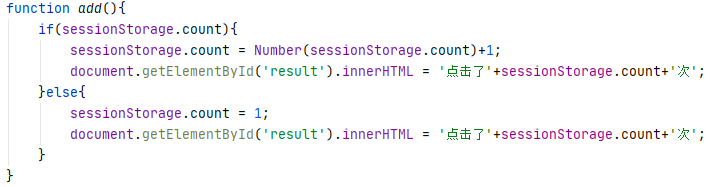 function add(){
    if(sessionStorage.count){
        sessionStorage.count = Number(sessionStorage.count)+1;
        document.getElementById('result').innerHTML = '点击了'+sessionStorage.count+'次';
    }else{
        sessionStorage.count = 1;
        document.getElementById('result').innerHTML = '点击了'+sessionStorage.count+'次';
    }
}